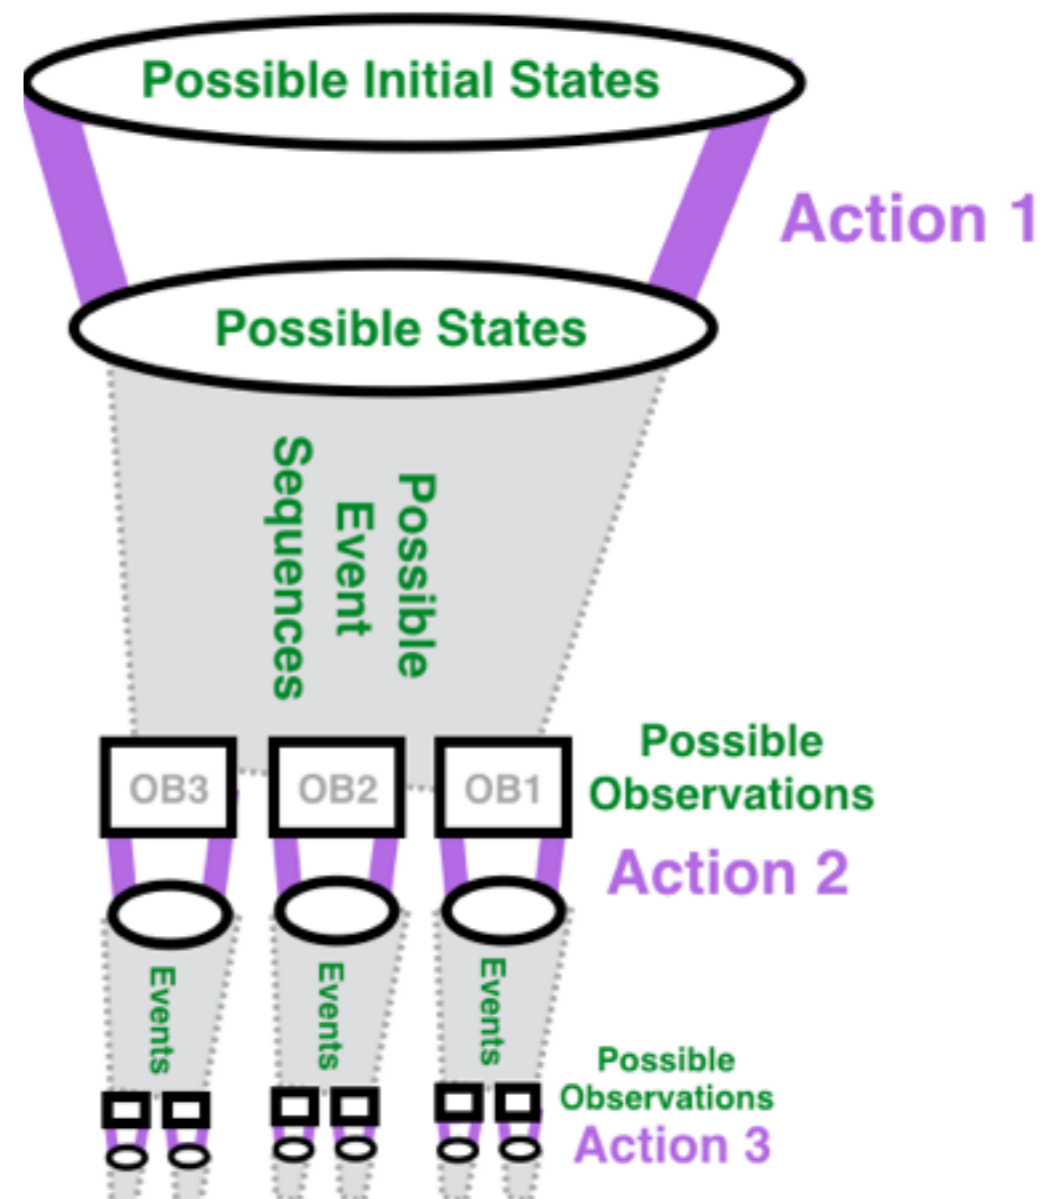 Possible Initial States
Action 1
Possible States
Possible
Event
Sequences
OB3
OB2
OB1
Possible
Observations
Action 2
Events
Events
Events
Possible
Observations
Action 3